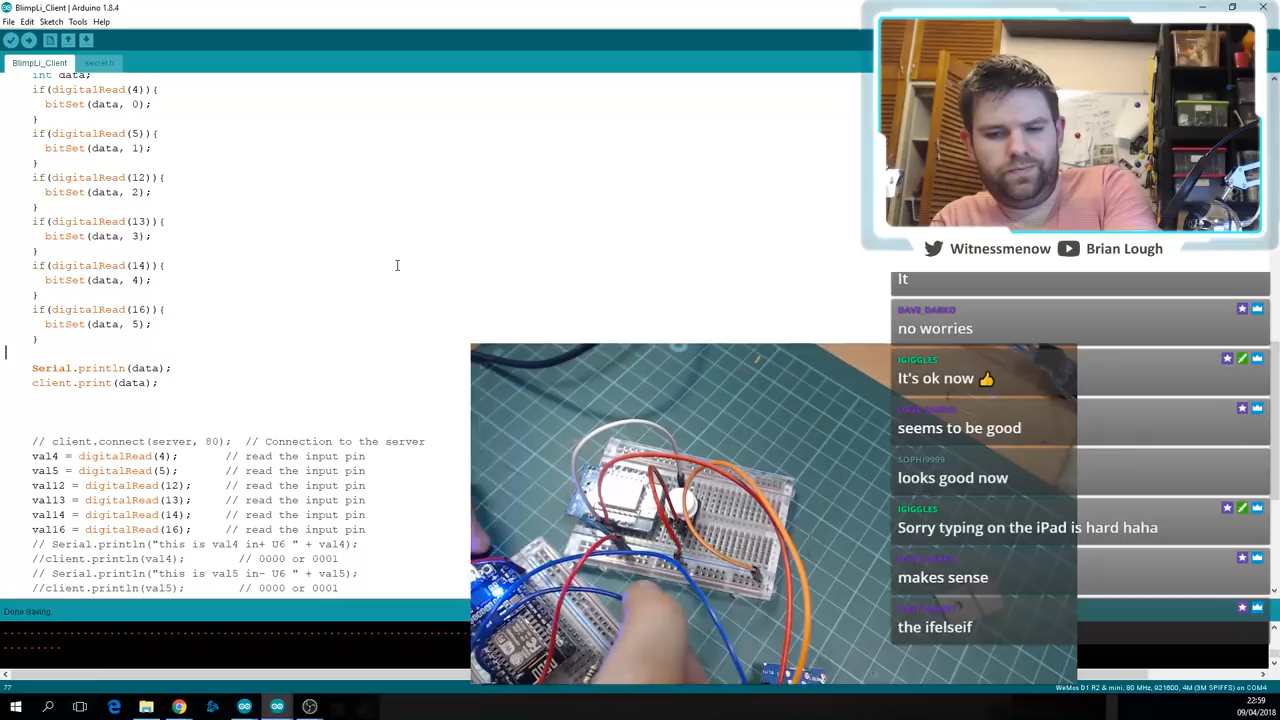 BlimpLi_Client | Arduino 1.8.4
File Edit Sketch Tools Help
BlimpLi_Client secret.h
int data;
if(digitalRead(4)){
bitSet(data, 0);
}
if(digitalRead(5)){
bitSet(data, 1);
}
if(digitalRead(12)){
bitSet(data, 2);
}
if(digitalRead(13)){
bitSet(data, 3);
}
if(digitalRead(14)){
bitSet(data, 4);
}
if(digitalRead(16)){
bitSet(data, 5);
}
Serial.println(data);
client.print(data);
// client.connect(server, 80); // Connection to the server
val4 = digitalRead(4); // read the input pin
val5 = digitalRead(5); // read the input pin
val12 = digitalRead(12); // read the input pin
val13 = digitalRead(13); // read the input pin
val14 = digitalRead(14); // read the input pin
val16 = digitalRead(16); // read the input pin
// Serial.println("this is val4 in+ U6 " + val4);
//client.println(val4); // 0000 or 0001
// Serial.println("this is val5 in- U6 " + val5);
//client.println(val5); // 0000 or 0001
Done Saving.
77
WeMos D1 R2 & mini, 80 MHz, 921600, 4M (3M SPIFFS) on COM4
22:59
09/04/2018
Witnessmenow Brian Lough
It
DAVE_DARKO
no worries
IGIGGLES
It's ok now 👍
DAVE_DARKO
seems to be good
SOPHI9999
looks good now
IGIGGLES
Sorry typing on the iPad is hard haha
makes sense
the ifelseif